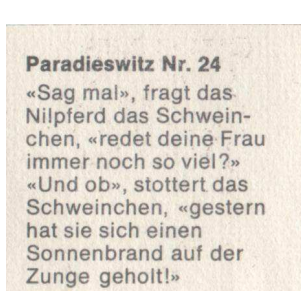 Paradieswitz Nr. 24
«Sag mal», fragt das
Nilpferd das Schwein-
chen, «redet deine Frau
immer noch so viel?»
«Und ob», stottert das
Schweinchen, «gestern
hat sie sich einen
Sonnenbrand auf der
Zunge geholt!»